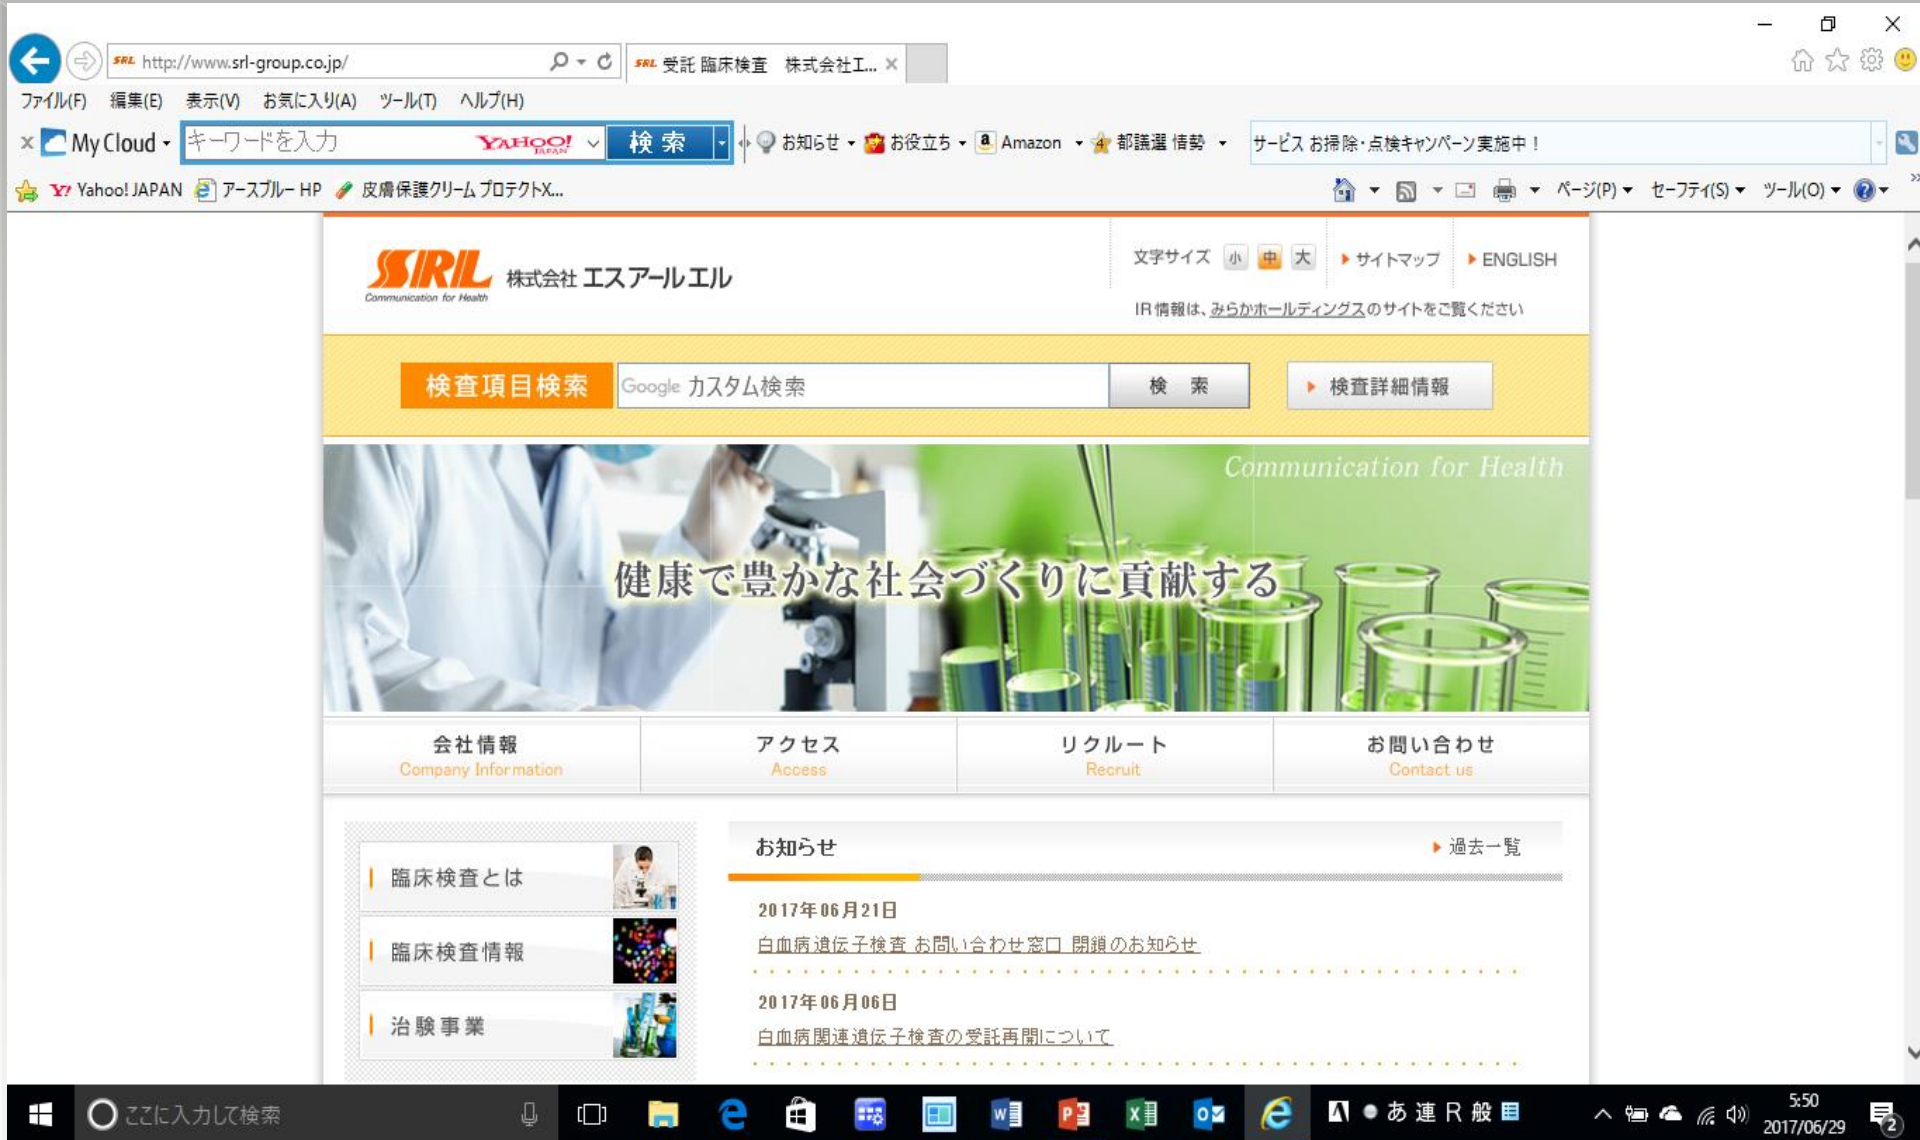 http://www.srl-group.co.jp/
SRL 受託 臨床検査 株式会社エ...
ファイル(F) 編集(E) 表示(V) お気に入り(A) ツール(T) ヘルプ(H)
My Cloud キーワードを入力 YAHOO! JAPAN 検索 お知らせ お役立ち Amazon 都議選 情勢 サービス お掃除・点検キャンペーン実施中！
Yahoo! JAPAN アースブルー HP 皮膚保護クリーム プロテクトX... ページ(P) セーフティ(S) ツール(O)
SRL 株式会社 エスアールエル
Communication for Health
文字サイズ 小 中 大 サイトマップ ENGLISH
IR情報は、みらかホールディングスのサイトをご覧ください
検査項目検索 Google カスタム検索 検 索 検査詳細情報
Communication for Health
健康で豊かな社会づくりに貢献する
会社情報 アクセス リクルート お問い合わせ
Company Information Access Recruit Contact us
お知らせ 過去一覧
臨床検査とは
2017年06月21日
白血病遺伝子検査 お問い合わせ窓口 閉鎖のお知らせ
臨床検査情報
2017年06月06日
治験事業
白血病関連遺伝子検査の受託再開について
ここに入力して検索 あ 連 R 般 5:50
2017/06/29 2